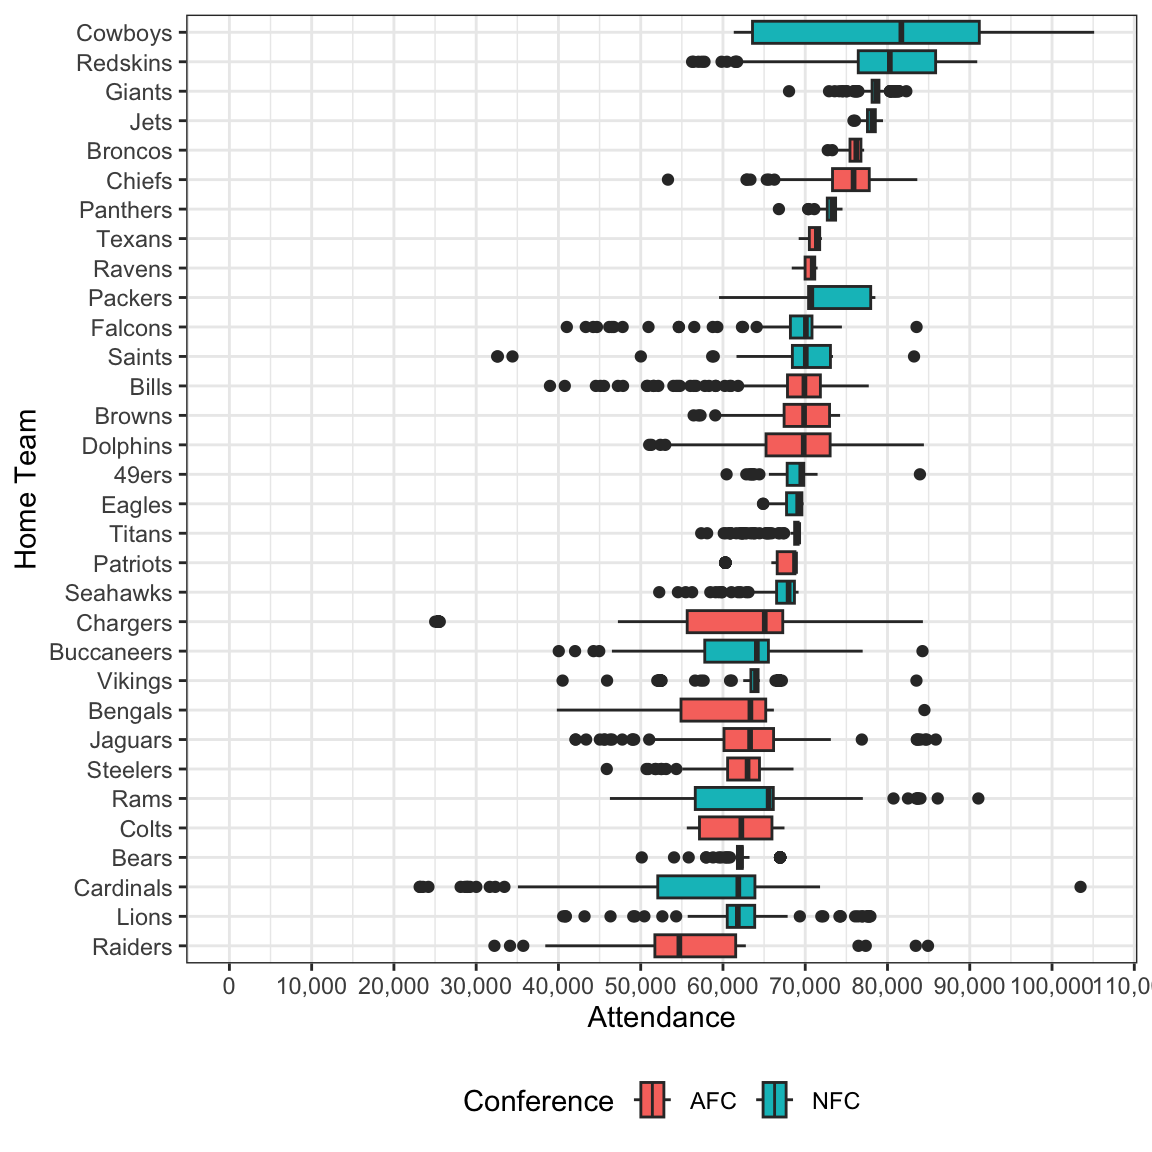 Cowboys
Redskins
Giants
Jets
Broncos
Chiefs
Panthers
Texans
Ravens
Packers
Falcons
Saints
Bills
Browns
Dolphins
49ers
Eagles
Titans
Patriots
Seahawks
Chargers
Buccaneers
Vikings
Bengals
Jaguars
Steelers
Rams
Colts
Bears
Cardinals
Lions
Raiders
Home Team
0 10,000 20,000 30,000 40,000 50,000 60,000 70,000 80,000 90,000 100,000 110,0
Attendance
Conference AFC NFC